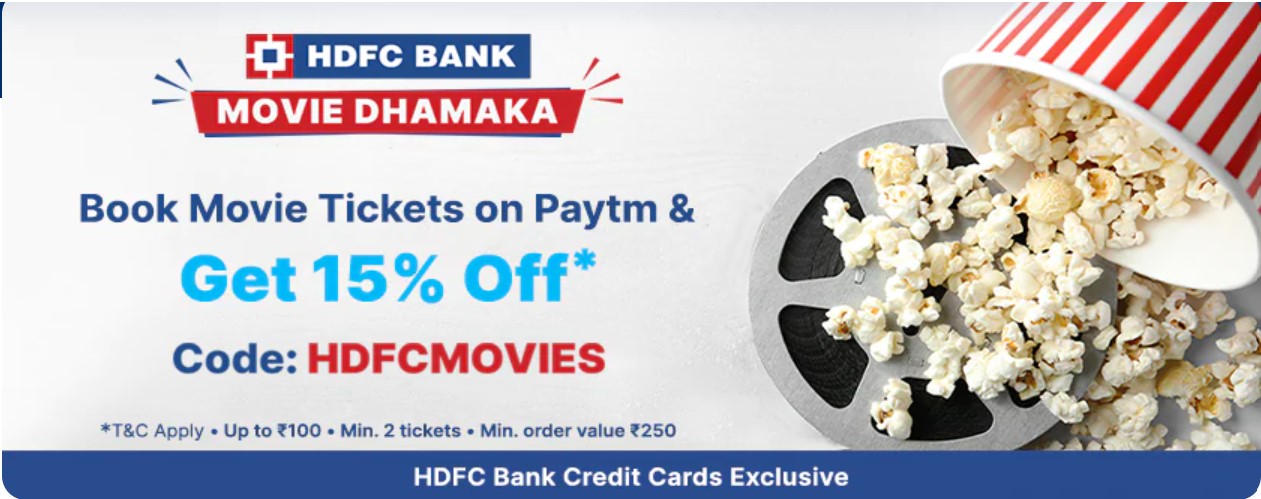 HDFC BANK
MOVIE DHAMAKA
Book Movie Tickets on Paytm &
Get 15% Off*
Code: HDFCMOVIES
*T&C Apply • Up to ₹100 • Min. 2 tickets • Min. order value ₹250
HDFC Bank Credit Cards Exclusive